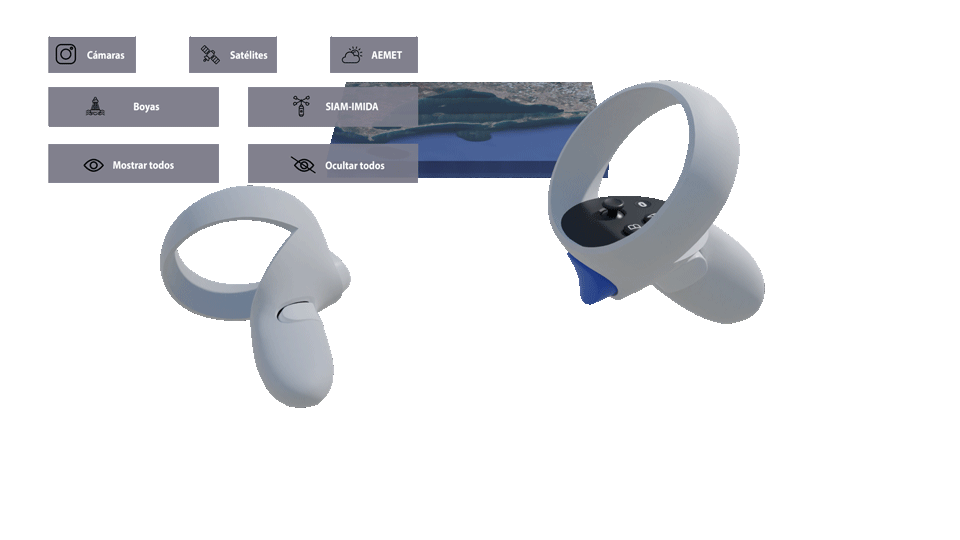 Cámaras
Satélites
AEMET
Boyas
SIAM-IMIDA
Mostrar todos
Ocultar todos